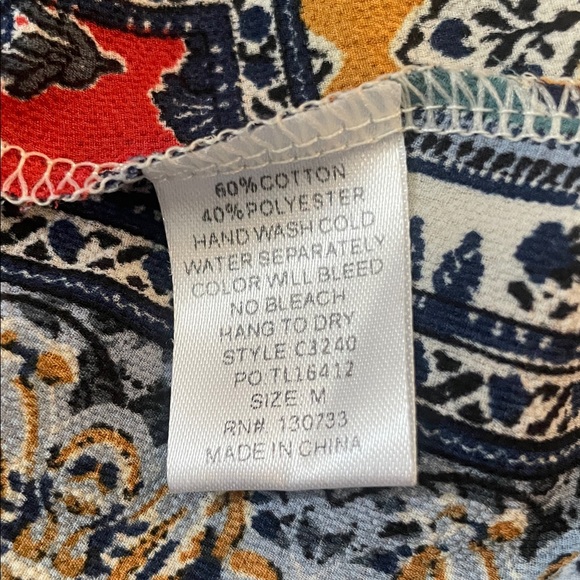 60% COTTON
40% POLYESTER
HAND WASH COLD
WATER SEPARATELY
COLOR WILL BLEED
NO BLEACH
HANG TO DRY
STYLE C3240
PO.TL16412
SIZE: M
RN#: 130733
MADE IN CHINA